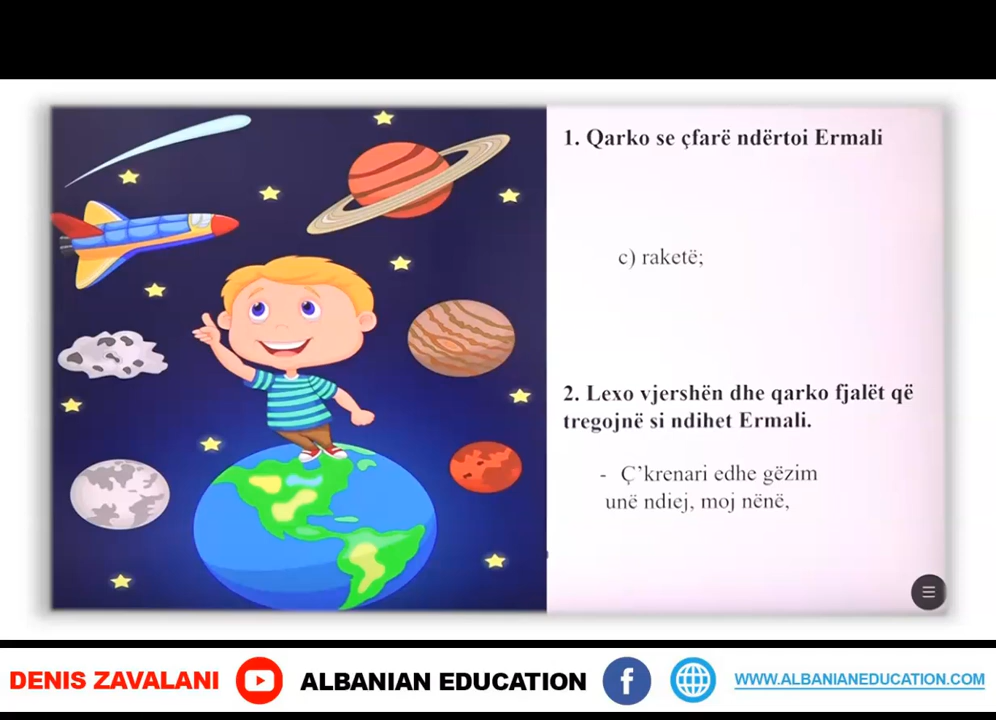 1. Qarko se çfarë ndërtoi Ermali
c) raketë;
2. Lexo vjershën dhe qarko fjalët që
tregojnë si ndihet Ermali.
- Ç’krenari edhe gëzim
unë ndiej, moj nënë,
DENIS ZAVALANI
ALBANIAN EDUCATION
f
WWW.ALBANIANEDUCATION.COM